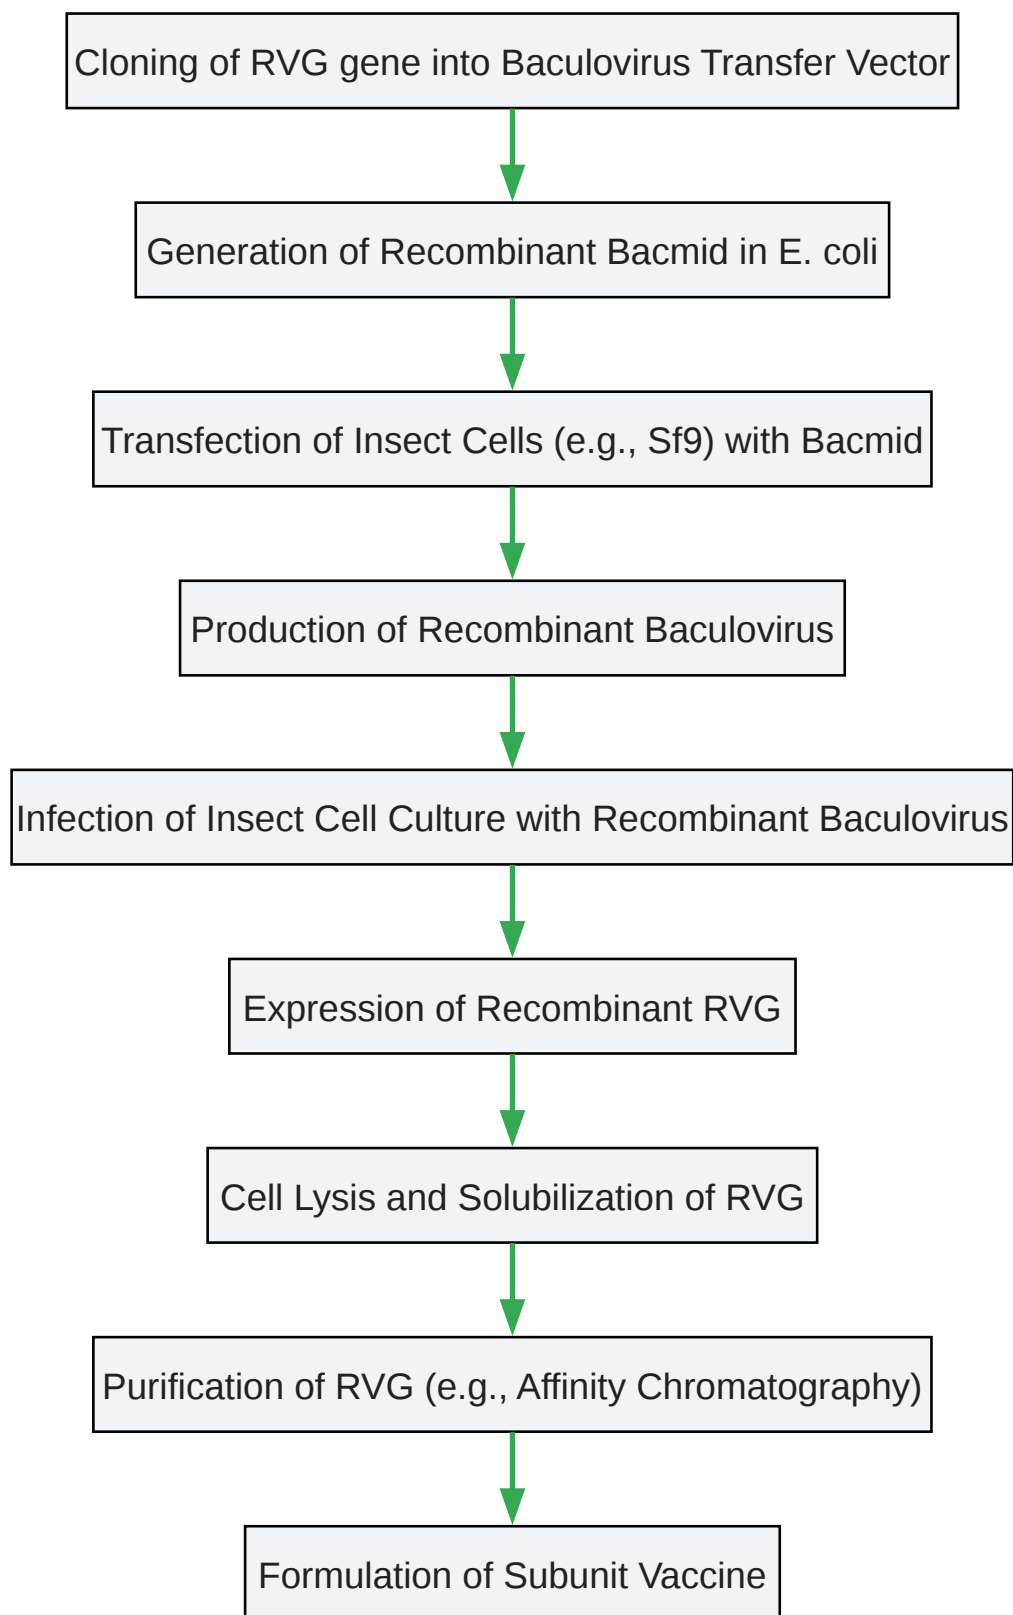 Cloning of RVG gene into Baculovirus Transfer Vector
Generation of Recombinant Bacmid in E. coli
Transfection of Insect Cells (e.g., Sf9) with Bacmid
Production of Recombinant Baculovirus
Infection of Insect Cell Culture with Recombinant Baculovirus
Expression of Recombinant RVG
Cell Lysis and Solubilization of RVG
Purification of RVG (e.g., Affinity Chromatography)
Formulation of Subunit Vaccine